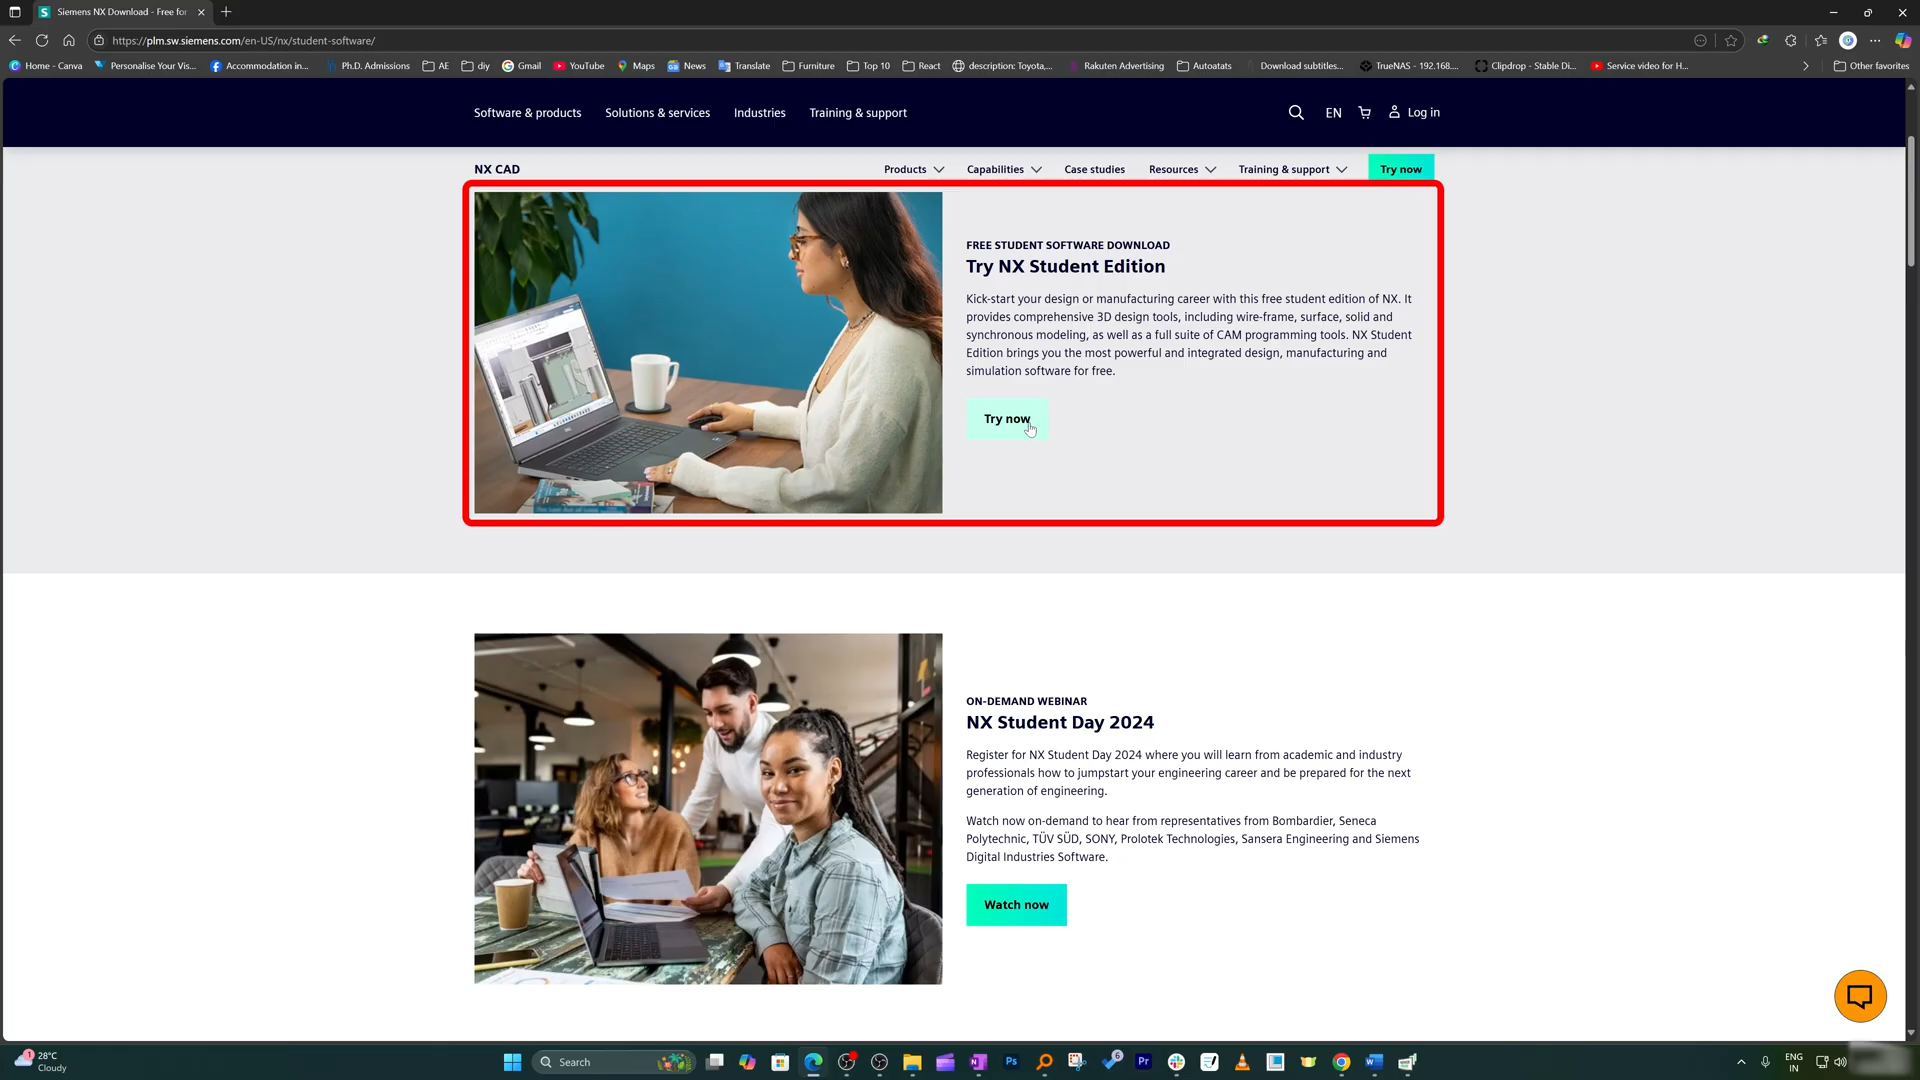 Siemens NX Download - Free for
https://plm.sw.siemens.com/en-US/nx/student-software/
Home - Canva
Personalise Your Vis...
Accommodation in...
Ph.D. Admissions
AE
diy
Gmail
YouTube
Maps
News
Translate
Furniture
Top 10
React
description: Toyota,...
Rakuten Advertising
Autoatats
Download subtitles...
TrueNAS - 192.168....
Clipdrop - Stable Di...
Service video for H...
Other favorites
Software & products
Solutions & services
Industries
Training & support
EN
Log in
NX CAD
Products
Capabilities
Case studies
Resources
Training & support
Try now
FREE STUDENT SOFTWARE DOWNLOAD
Try NX Student Edition
Kick-start your design or manufacturing career with this free student edition of NX. It
provides comprehensive 3D design tools, including wire-frame, surface, solid and
synchronous modeling, as well as a full suite of CAM programming tools. NX Student
Edition brings you the most powerful and integrated design, manufacturing and
simulation software for free.
Try now
ON-DEMAND WEBINAR
NX Student Day 2024
Register for NX Student Day 2024 where you will learn from academic and industry
professionals how to jumpstart your engineering career and be prepared for the next
generation of engineering.
Watch now on-demand to hear from representatives from Bombardier, Seneca
Polytechnic, TÜV SÜD, SONY, Prolotek Technologies, Sansera Engineering and Siemens
Digital Industries Software.
Watch now
1
28°C
Cloudy
Search
Ps
6
Pr
ENG
IN